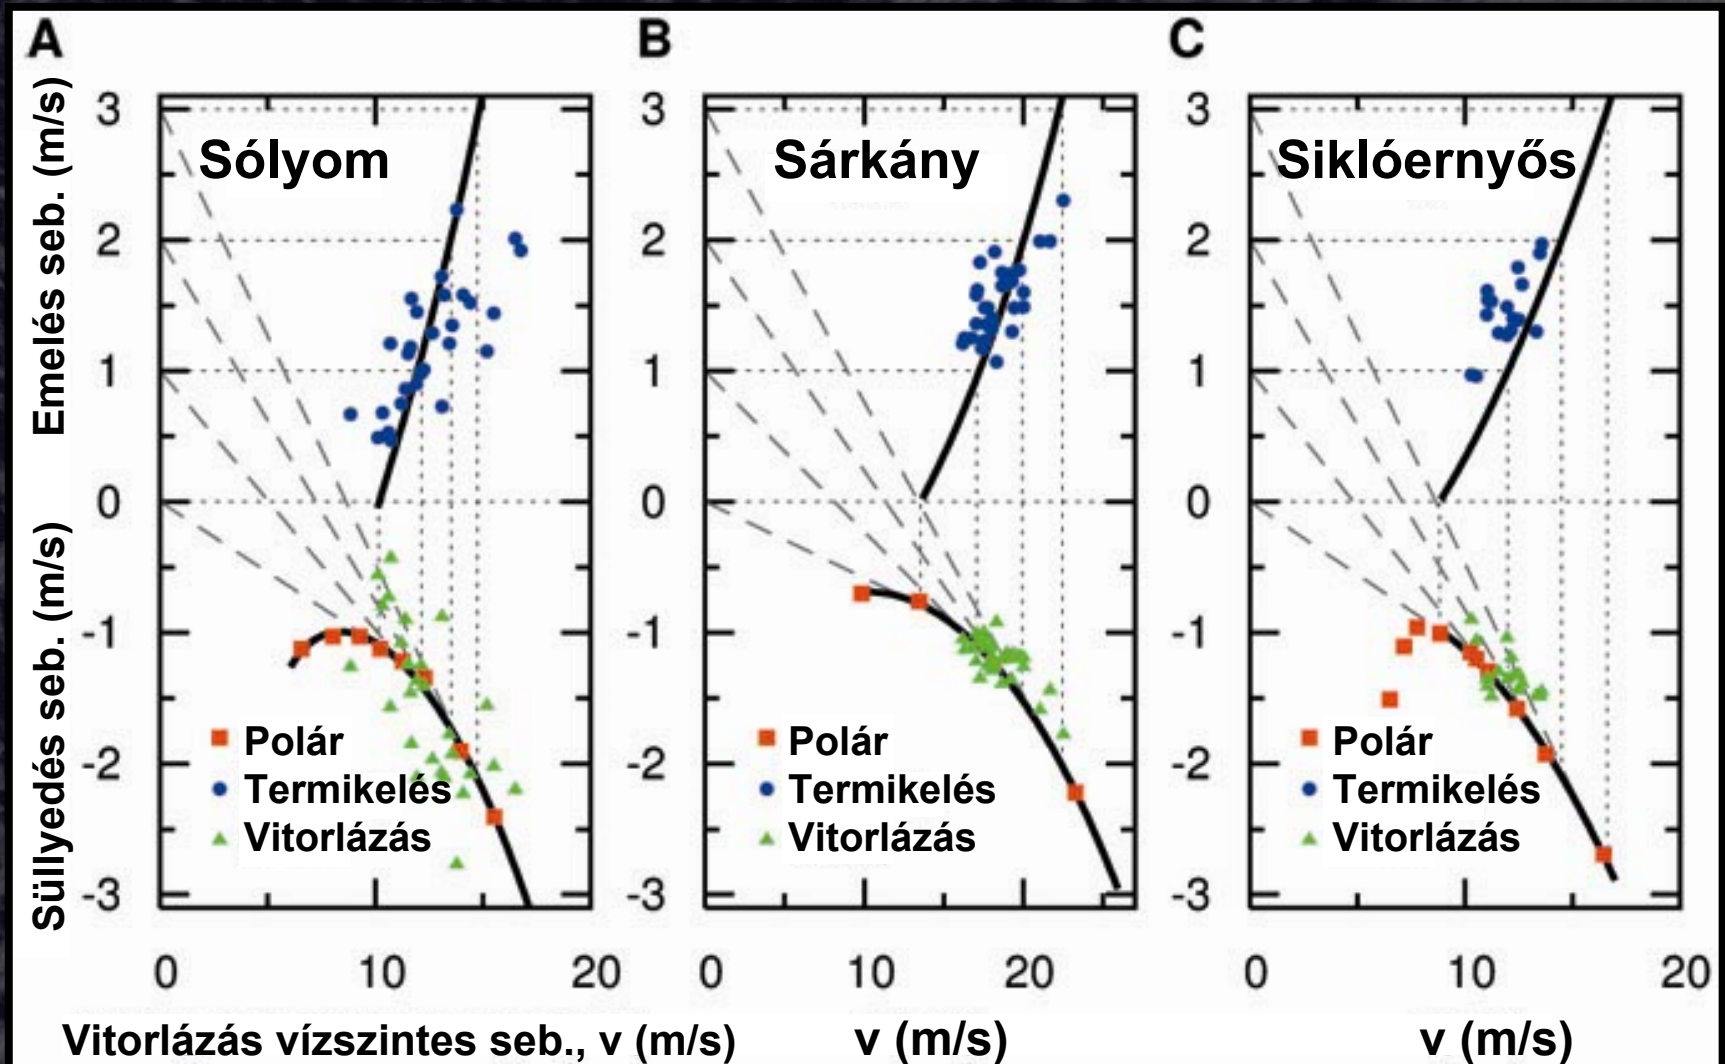 A
B
C
Emelés seb. (m/s)
Süllyedés seb. (m/s)
3
2
1
0
-1
-2
-3
Sólyom
Polár
Termikelés
Vitorlázás
0 10 20
Vitorlázás vízszintes seb., v (m/s)
3
2
1
0
-1
-2
-3
Sárkány
Polár
Termikelés
Vitorlázás
0 10 20
v (m/s)
3
2
1
0
-1
-2
-3
Siklóernyős
Polár
Termikelés
Vitorlázás
0 10 20
v (m/s)